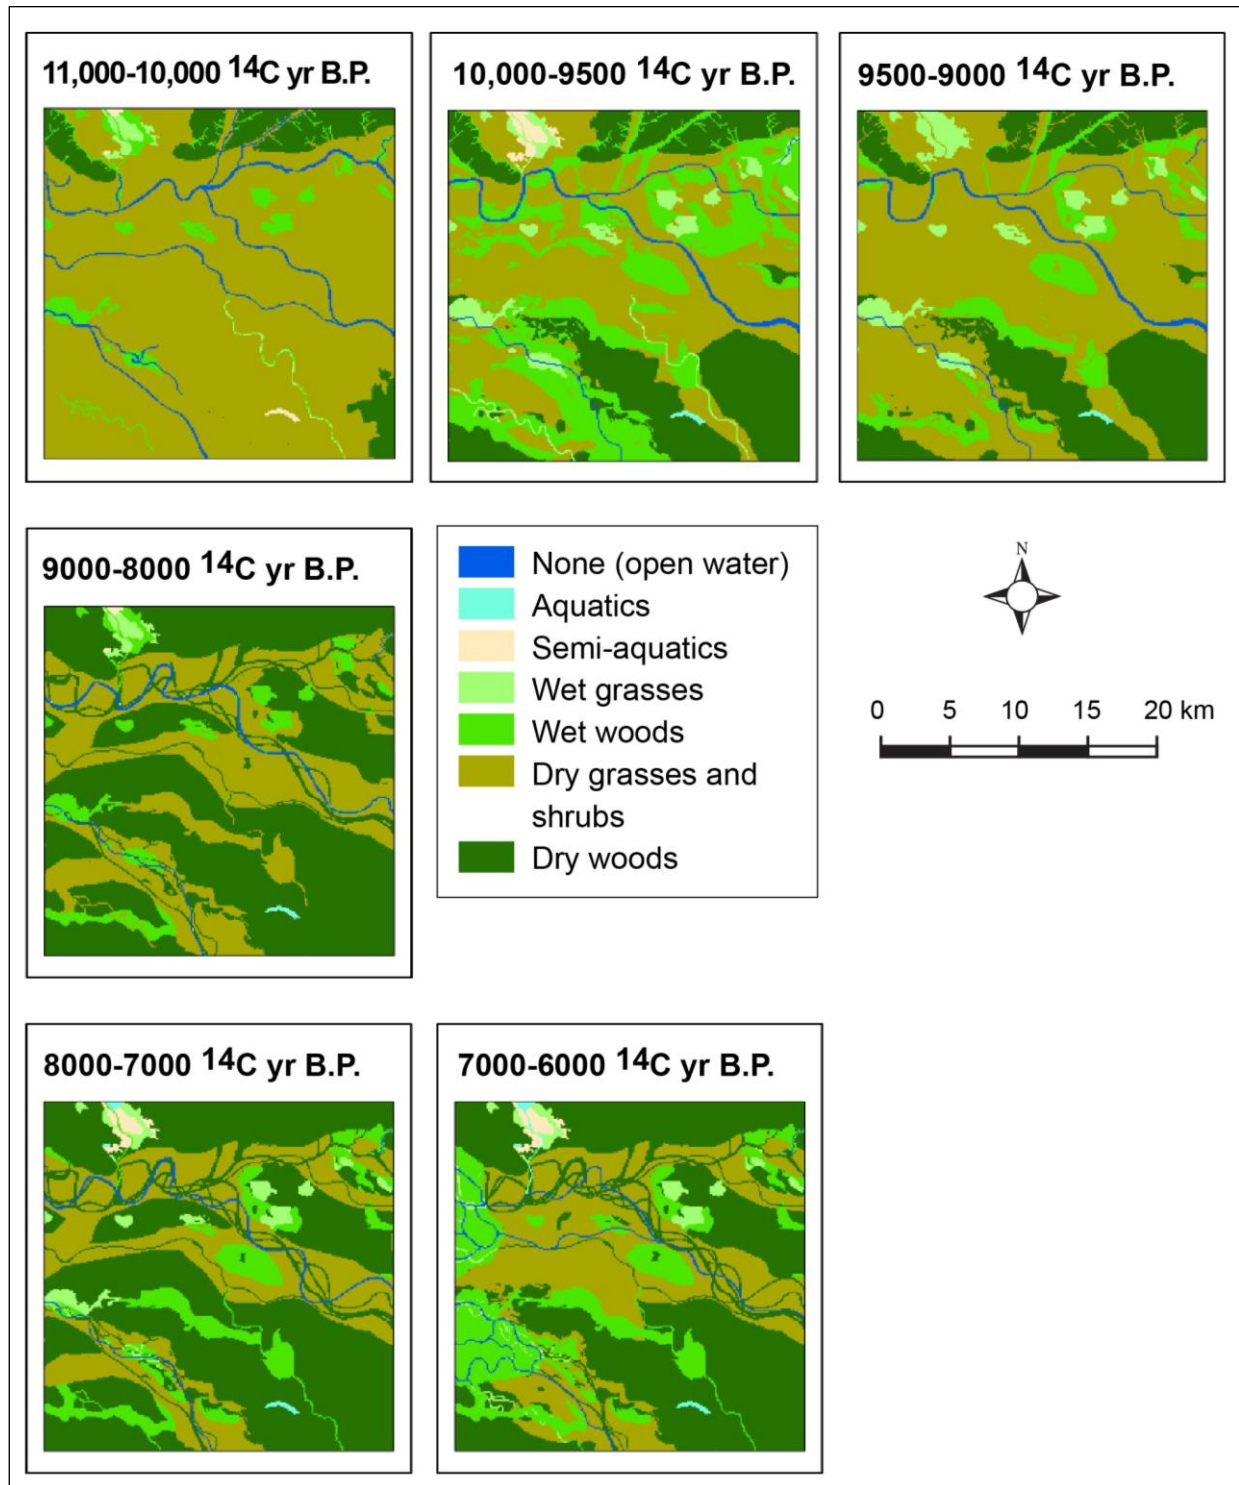 11,000-10,000 14C yr B.P.
10,000-9500 14C yr B.P.
9500-9000 14C yr B.P.
9000-8000 14C yr B.P.
None (open water)
Aquatics
Semi-aquatics
Wet grasses
Wet woods
Dry grasses and
shrubs
Dry woods
N
0 5 10 15 20 km
8000-7000 14C yr B.P.
7000-6000 14C yr B.P.